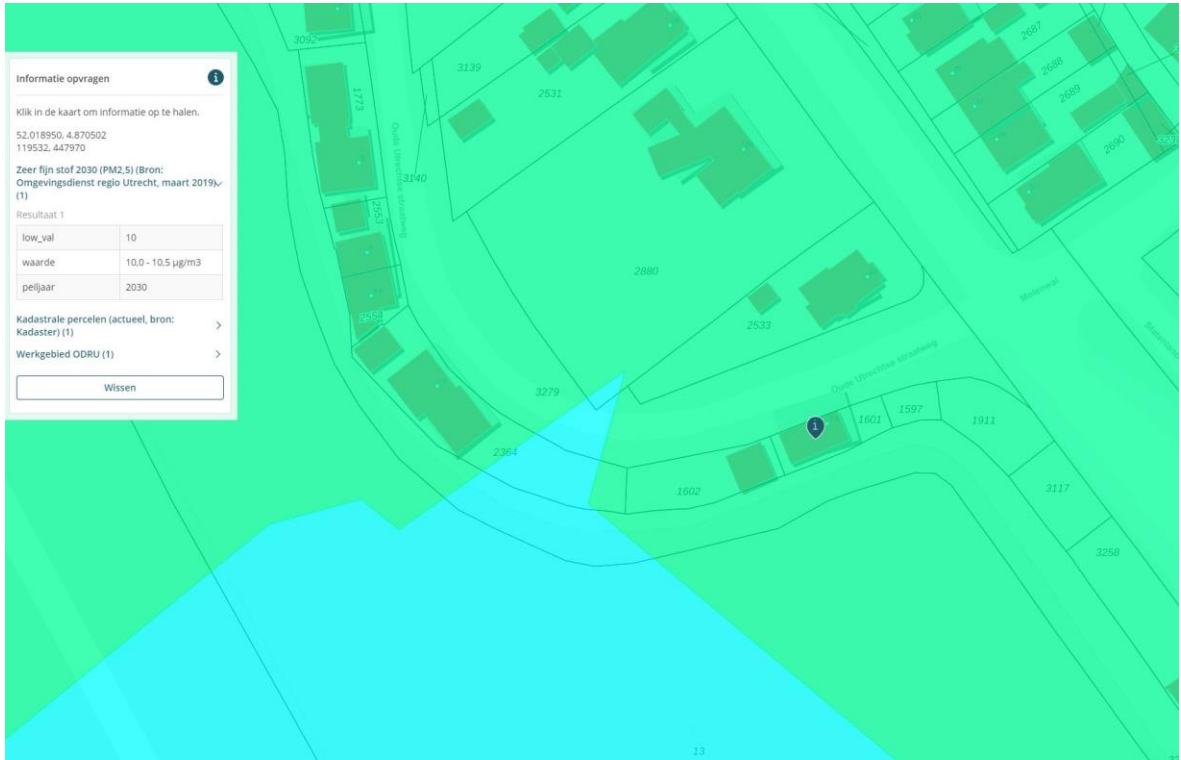 Informatie opvragen
Klik in de kaart om informatie op te halen.
52.018950, 4.870502
119532, 447970
Zeer fijn stof 2030 (PM2,5) (Bron:
Omgevingsdienst regio Utrecht, maart 2019)
(1)
Resultaat 1
low_val 10
waarde 10,0 - 10,5 µg/m3
peiljaar 2030
Kadastrale percelen (actueel, bron:
Kadaster) (1)
Werkgebied ODRU (1)
Wissen
3092
3139
2531
1773
Oude Utrechtse straatweg
3140
2553
2554
2880
2533
3279
2364
Oude Utrechtse straatweg
1601
1597
1911
1602
3117
3258
13
2687
2688
2689
2690
Molenwal